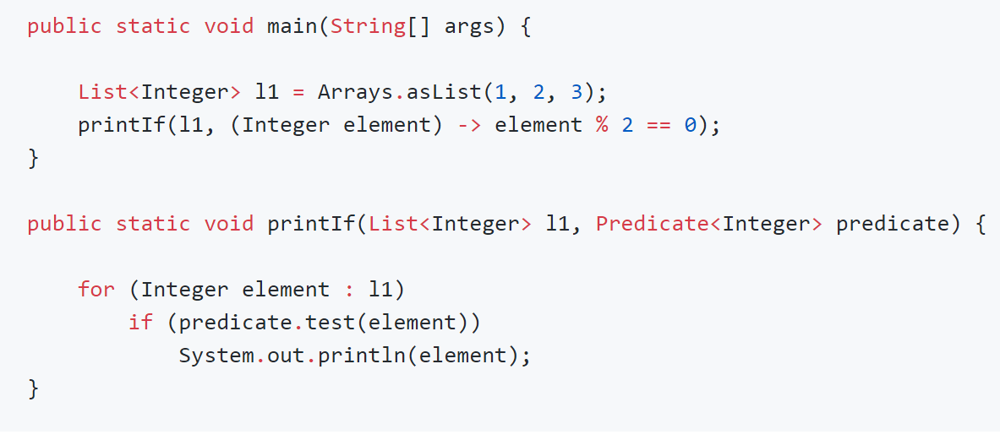 public static void main(String[] args) {
    List<Integer> l1 = Arrays.asList(1, 2, 3);
    printIf(l1, (Integer element) -> element % 2 == 0);
}
public static void printIf(List<Integer> l1, Predicate<Integer> predicate) {
    for (Integer element : l1)
        if (predicate.test(element))
            System.out.println(element);
}